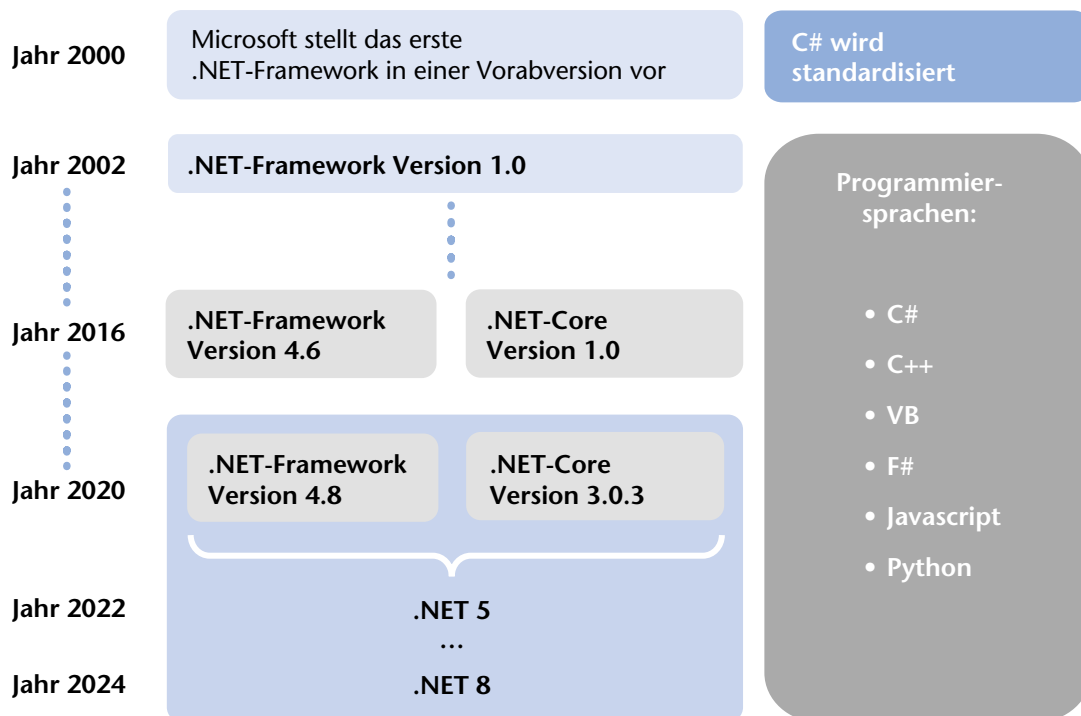 Jahr 2000
Microsoft stellt das erste
.NET-Framework in einer Vorabversion vor
C# wird
standardisiert
Jahr 2002
.NET-Framework Version 1.0
Jahr 2016
.NET-Framework
Version 4.6
.NET-Core
Version 1.0
Jahr 2020
.NET-Framework
Version 4.8
.NET-Core
Version 3.0.3
Jahr 2022
.NET 5
...
Jahr 2024
.NET 8
Programmier-
sprachen:
• C#
• C++
• VB
• F#
• Javascript
• Python